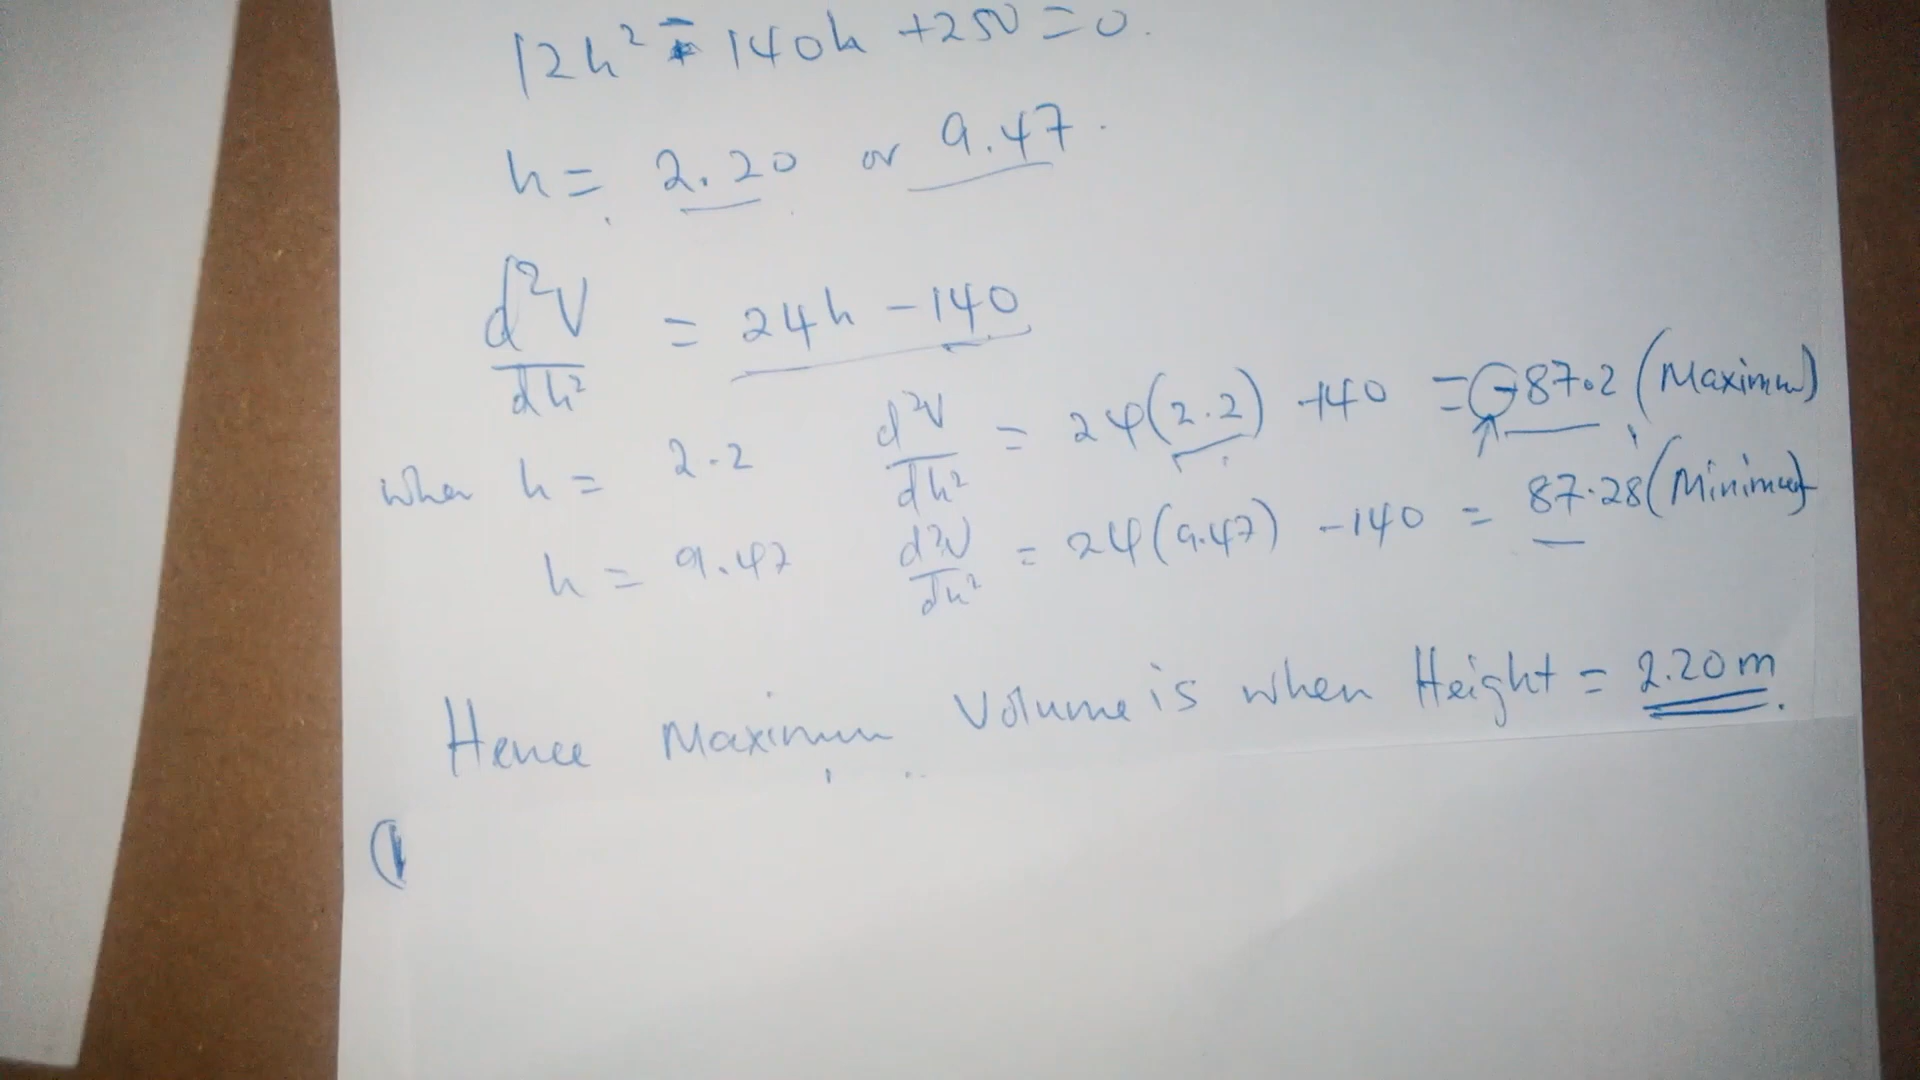 12h² - 140h + 250 = 0.
h = 2.20 or 9.47.
d²V/dh² = 24h - 140
when h = 2.2 d²V/dh² = 24(2.2) - 140 = -87.2 (Maximum)
h = 9.47 d²V/dh² = 24(9.47) - 140 = 87.28 (Minimum)
Hence Maximum Volume is when Height = 2.20m.
(